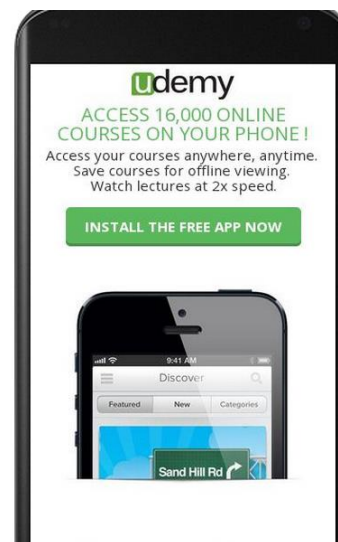 udemy
ACCESS 16,000 ONLINE
COURSES ON YOUR PHONE !
Access your courses anywhere, anytime.
Save courses for offline viewing.
Watch lectures at 2x speed.
INSTALL THE FREE APP NOW
9:41 AM
Discover
Featured New Categories
Sand Hill Rd